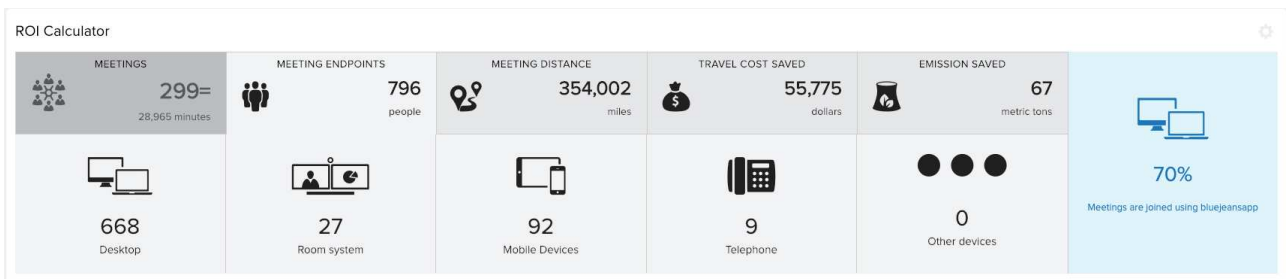 ROI Calculator
MEETINGS
299=
28,965 minutes
MEETING ENDPOINTS
796
people
MEETING DISTANCE
354,002
miles
TRAVEL COST SAVED
$
55,775
dollars
EMISSION SAVED
67
metric tons
668
Desktop
27
Room system
92
Mobile Devices
9
Telephone
0
Other devices
70%
Meetings are joined using bluejeansapp